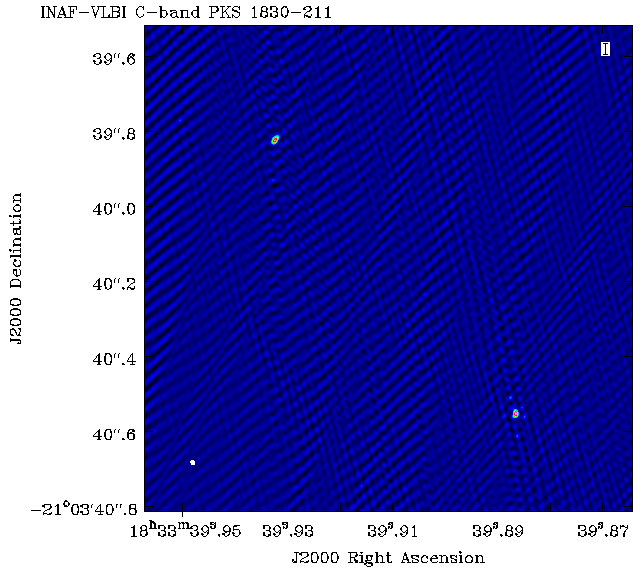 INAF-VLBI C-band PKS 1830-211
I
39".6
39".8
40".0
40".2
40".4
40".6
-21°03'40".8
J2000 Declination
18ʰ33ᵐ39ˢ.95 39ˢ.93 39ˢ.91 39ˢ.89 39ˢ.87
J2000 Right Ascension